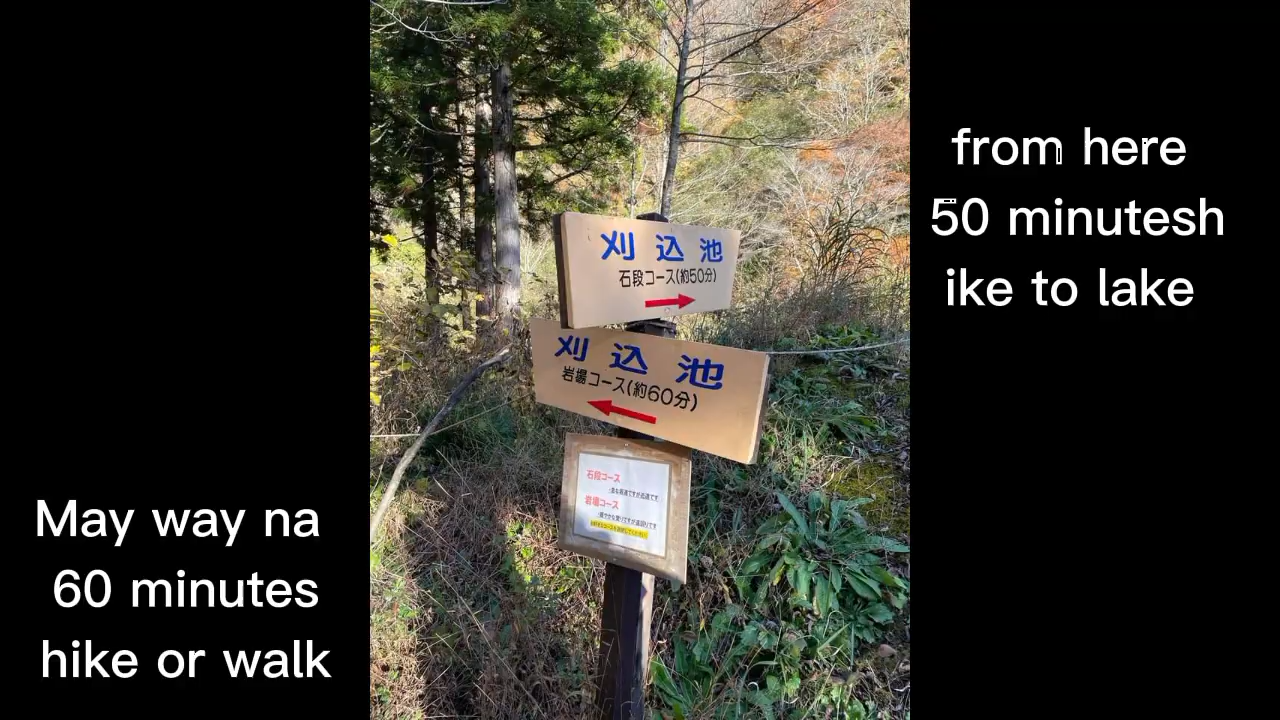 May way na
60 minutes
hike or walk
刈込池
石段コース(約50分)
刈込池
岩場コース(約60分)
石段コース
岩場コース
from here
50 minutesh
ike to lake